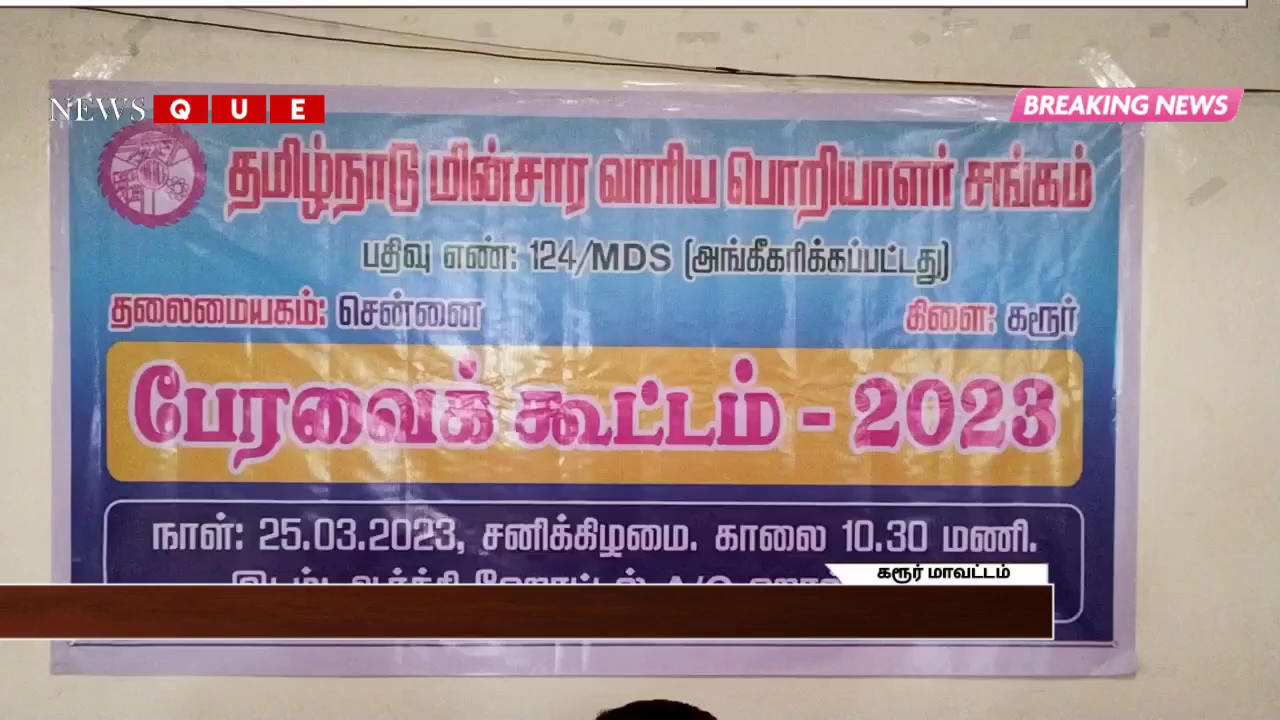 NEWS QUE
BREAKING NEWS
தமிழ்நாடு மின்சார வாரிய பொறியாளர் சங்கம்
பதிவு எண்: 124/MDS (அங்கீகரிக்கப்பட்டது)
தலைமையகம்: சென்னை
கிளை: கரூர்
பேரவைக் கூட்டம் - 2023
நாள்: 25.03.2023, சனிக்கிழமை. காலை 10.30 மணி.
கரூர் மாவட்டம்